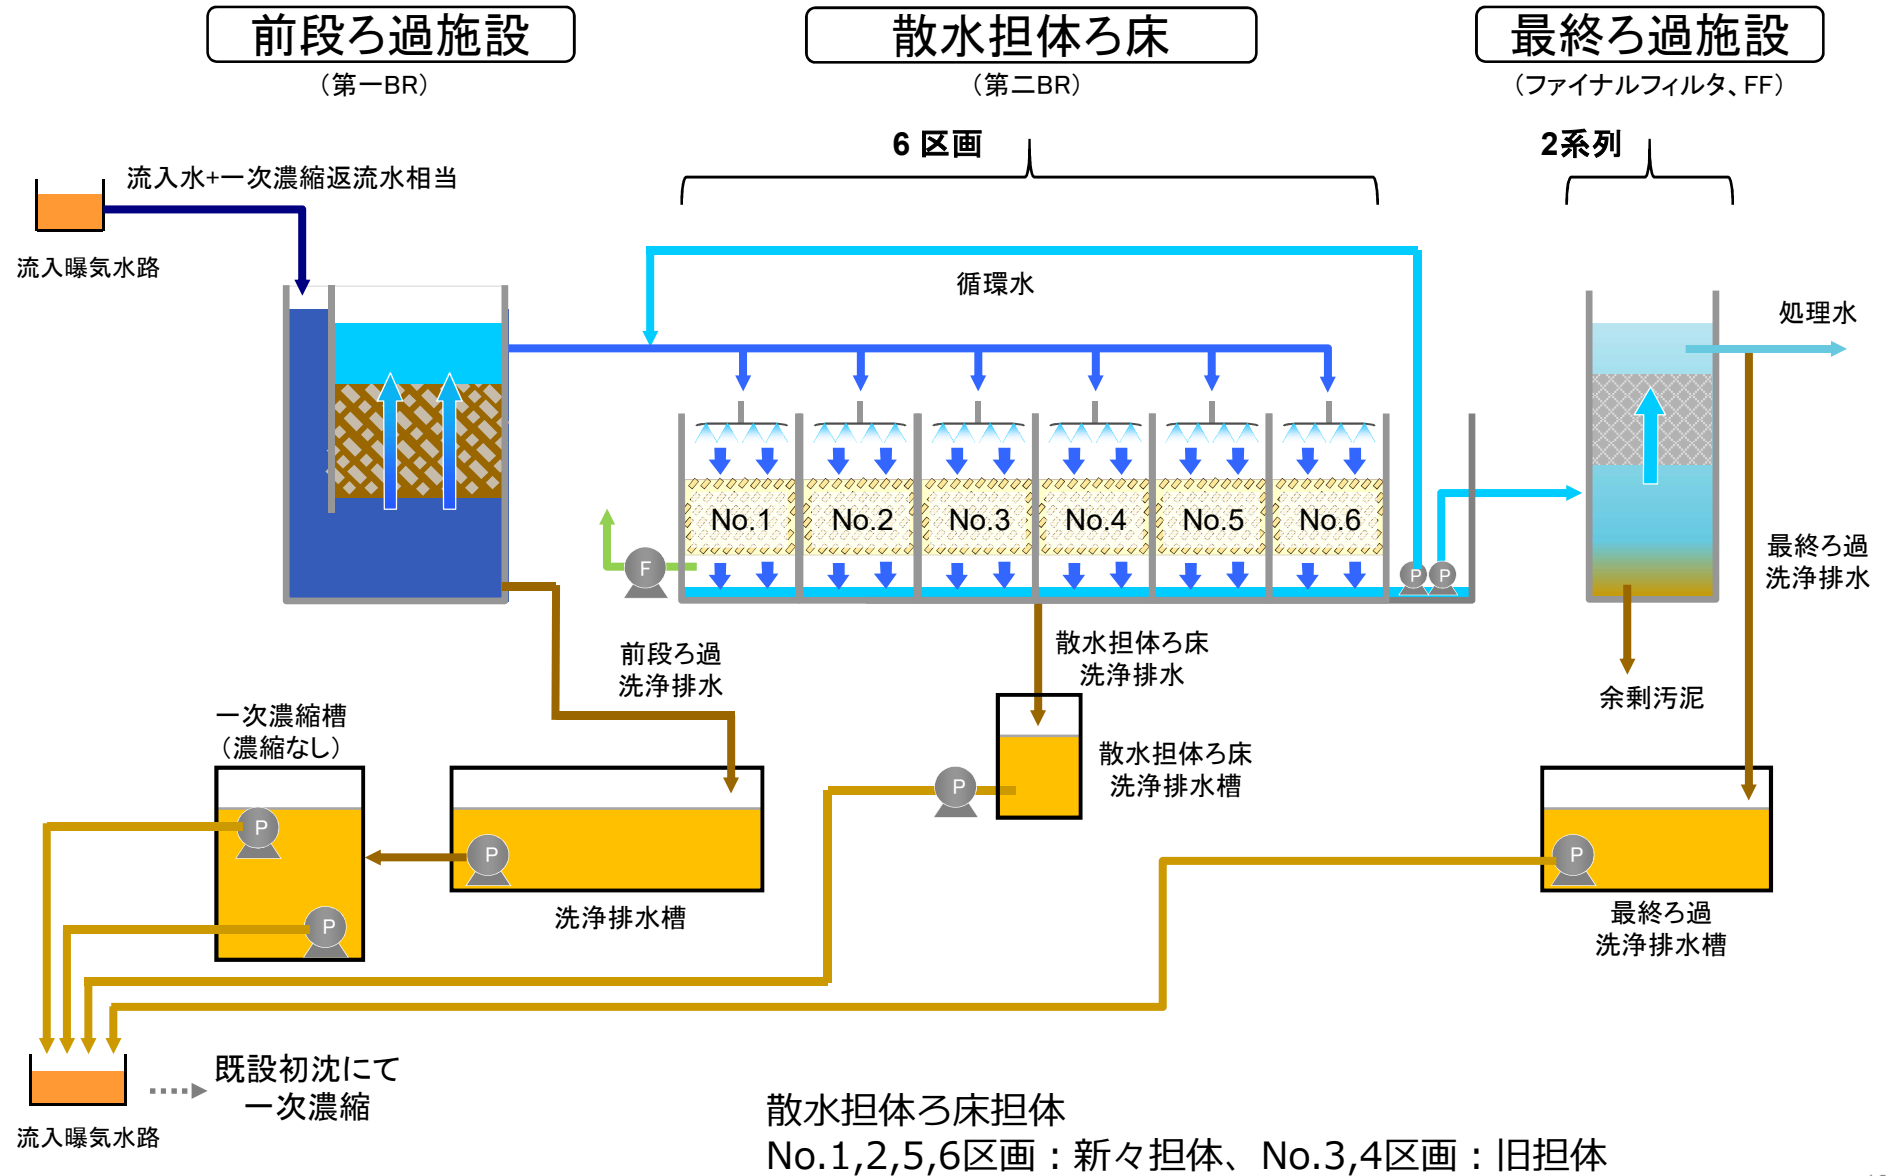 前段ろ過施設
（第一BR）
散水担体ろ床
（第二BR）
最終ろ過施設
（ファイナルフィルタ、FF）
6 区画
2系列
流入水+一次濃縮返流水相当
流入曝気水路
循環水
処理水
No.1
No.2
No.3
No.4
No.5
No.6
F
P
P
最終ろ過
洗浄排水
前段ろ過
洗浄排水
散水担体ろ床
洗浄排水
余剰汚泥
一次濃縮槽
（濃縮なし）
散水担体ろ床
洗浄排水槽
P
P
P
P
P
洗浄排水槽
最終ろ過
洗浄排水槽
既設初沈にて
一次濃縮
流入曝気水路
散水担体ろ床担体
No.1,2,5,6区画：新々担体、No.3,4区画：旧担体